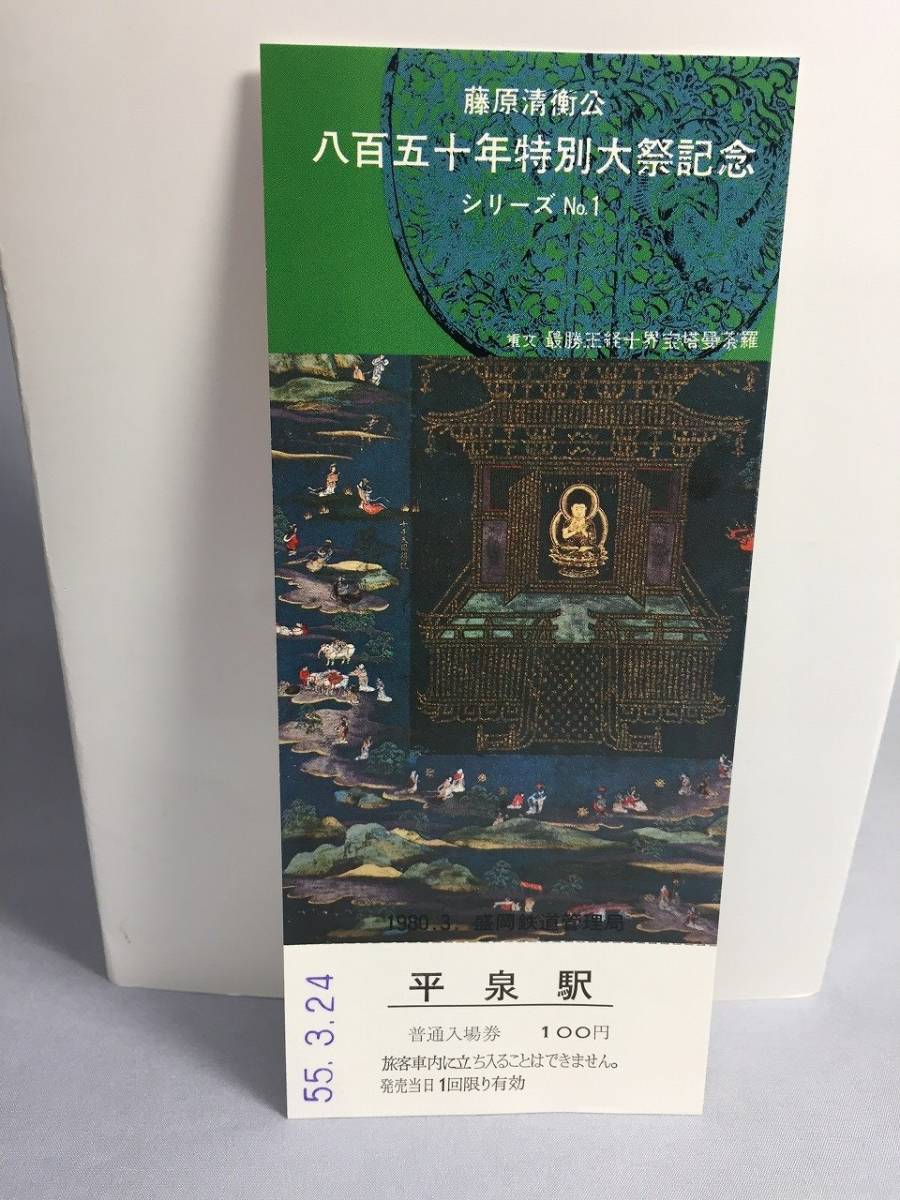 藤原清衡公
八百五十年特別大祭記念
シリーズ No.1
重文 最勝王経十界宝塔曼荼羅
1980.3. 盛岡鉄道管理局
平泉駅
普通入場券 100円
旅客車内に立ち入ることはできません。
発売当日1回限り有効
55.3.24